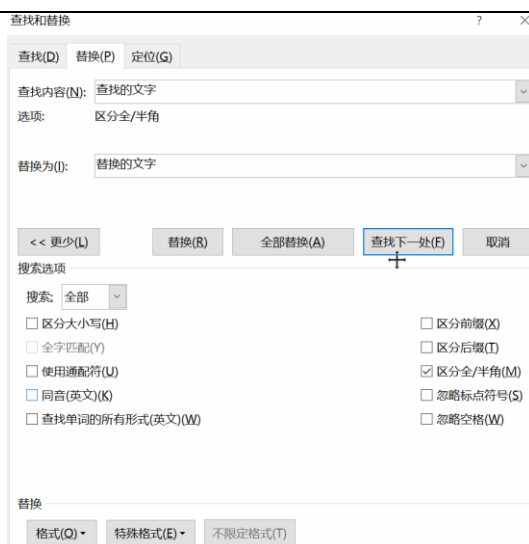 查找和替换 ?
查找(D) 替换(P) 定位(G)
查找内容(N): 查找的文字
选项: 区分全/半角
替换为(I): 替换的文字
<< 更少(L) 替换(R) 全部替换(A) 查找下一处(F) 取消
搜索选项
搜索: 全部
区分大小写(H) 区分前缀(X)
全字匹配(Y) 区分后缀(T)
使用通配符(U) 区分全/半角(M)
同音(英文)(K) 忽略标点符号(S)
查找单词的所有形式(英文)(W) 忽略空格(W)
替换
格式(O) 特殊格式(E) 不限定格式(T)